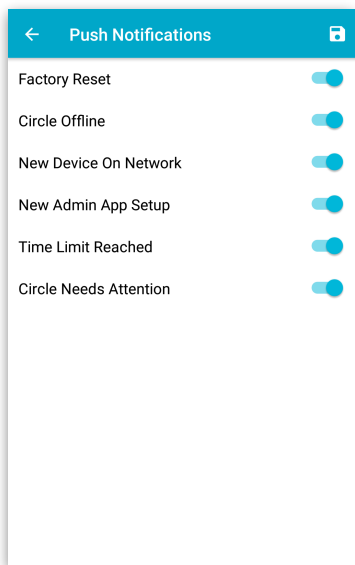 Push Notifications
Factory Reset
Circle Offline
New Device On Network
New Admin App Setup
Time Limit Reached
Circle Needs Attention